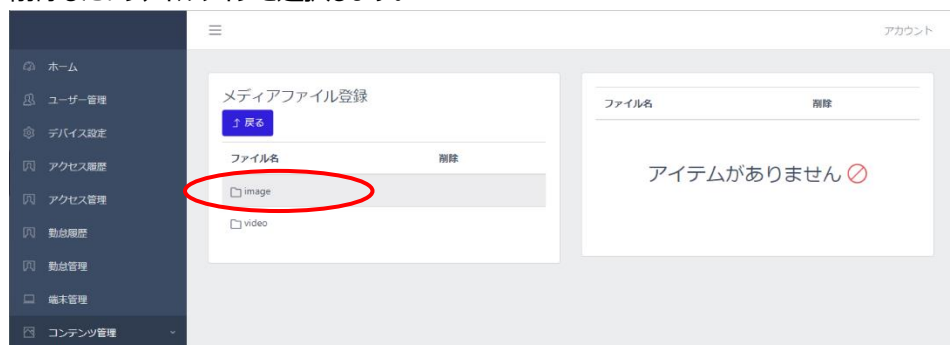 アカウント
ホーム
ユーザー管理
デバイス設定
アクセス履歴
アクセス管理
勤怠履歴
勤怠管理
端末管理
コンテンツ管理
メディアファイル登録
戻る
ファイル名 削除
image
video
ファイル名 削除
アイテムがありません